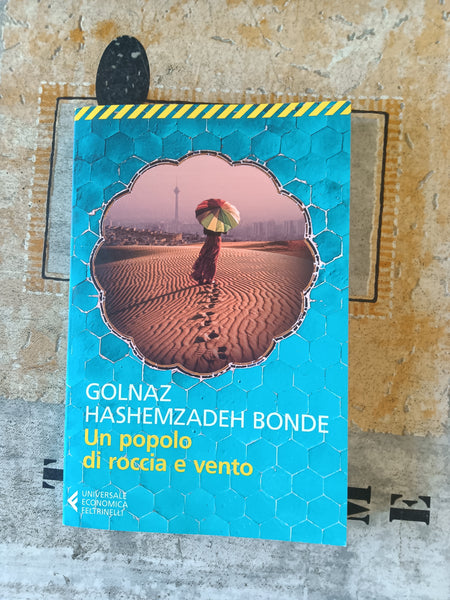 GOLNAZ
HASHEMZADEH BONDE
Un popolo
di roccia e vento
UNIVERSALE
ECONOMICA
FELTRINELLI
T M E